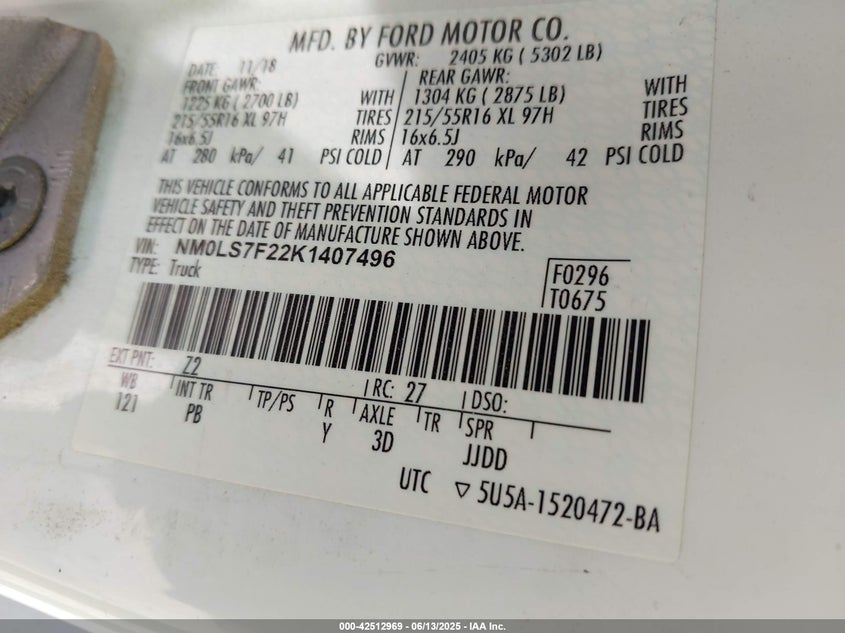 MFD. BY FORD MOTOR CO.
DATE: 11/18 GVWR: 2405 KG ( 5302 LB)
FRONT GAWR: REAR GAWR:
1225 KG ( 2700 LB) WITH 1304 KG ( 2875 LB) WITH
215/55R16 XL 97H TIRES 215/55R16 XL 97H TIRES
16x6.5J RIMS 16x6.5J RIMS
AT 280 kPa/ 41 PSI COLD AT 290 kPa/ 42 PSI COLD
THIS VEHICLE CONFORMS TO ALL APPLICABLE FEDERAL MOTOR
VEHICLE SAFETY AND THEFT PREVENTION STANDARDS IN
EFFECT ON THE DATE OF MANUFACTURE SHOWN ABOVE.
VIN: NM0LS7F22K1407496
TYPE: Truck
F0296
T0675
EXT PNT: Z2 RC: 27 DSO:
WB INT TR TP/PS R AXLE TR SPR
121 PB Y 3D JJDD
UTC ▽ 5U5A-1520472-BA
000-42512969 - 06/13/2025 - IAA Inc.